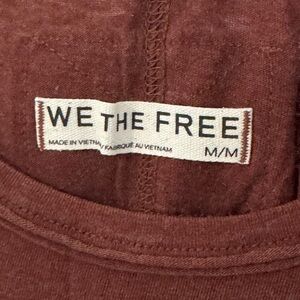 WE THE FREE
MADE IN VIETNAM / FABRIQUÉ AU VIETNAM
M/M